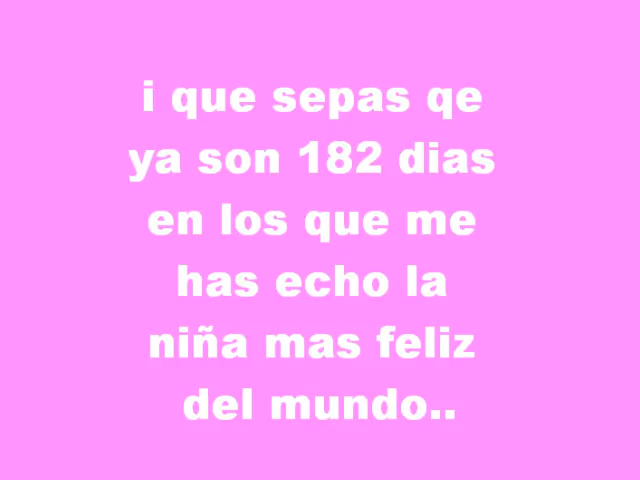 i que sepas qe
ya son 182 dias
en los que me
has echo la
niña mas feliz
del mundo..